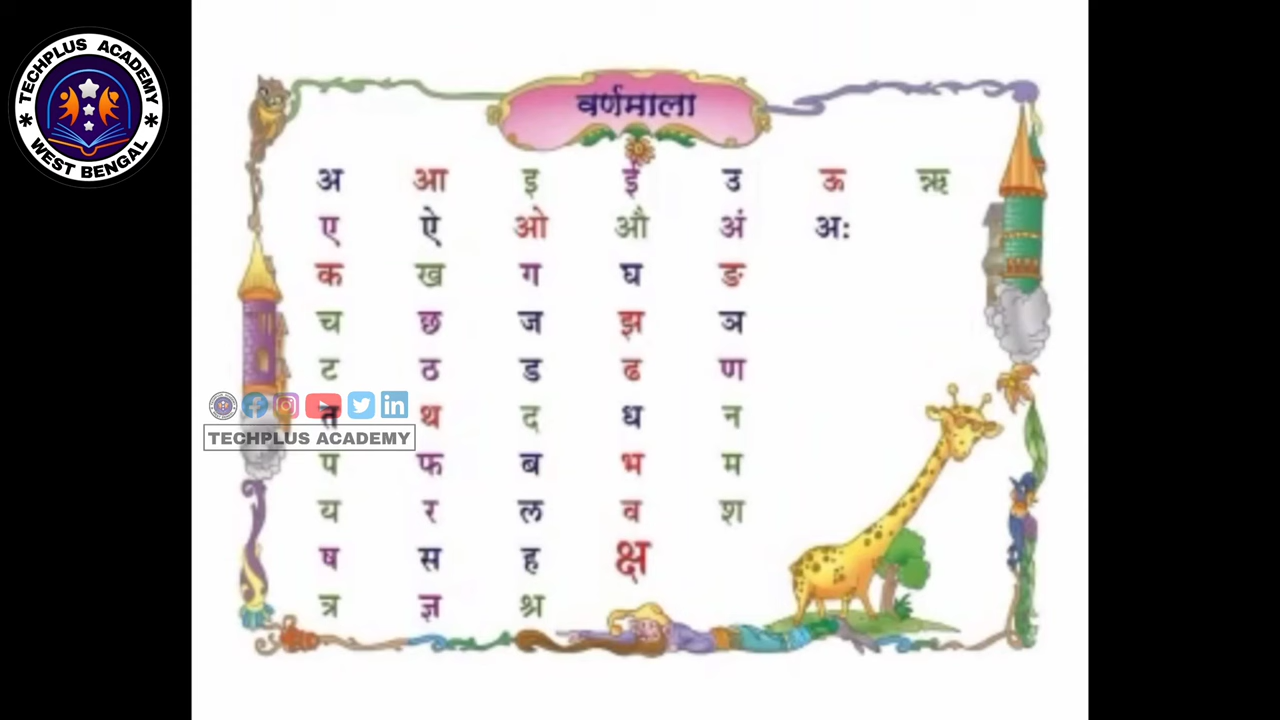 TECHPLUS ACADEMY
WEST BENGAL
वर्णमाला
अ आ इ ई उ ऊ ऋ
ए ऐ ओ औ अं अ:
क ख ग घ ङ
च छ ज झ ञ
ट ठ ड ढ ण
त थ द ध न
TECHPLUS ACADEMY
प फ ब भ म
य र ल व श
ष स ह क्ष
त्र ज्ञ श्र